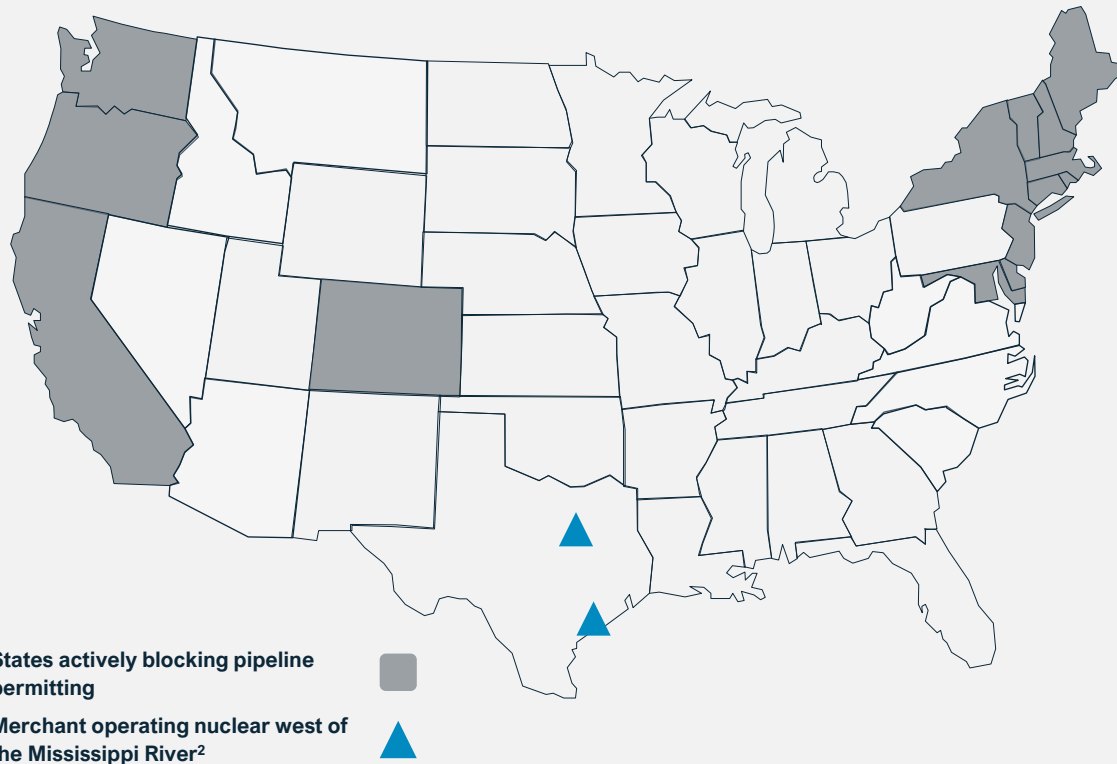 States actively blocking pipeline
permitting
Merchant operating nuclear west of
the Mississippi River²